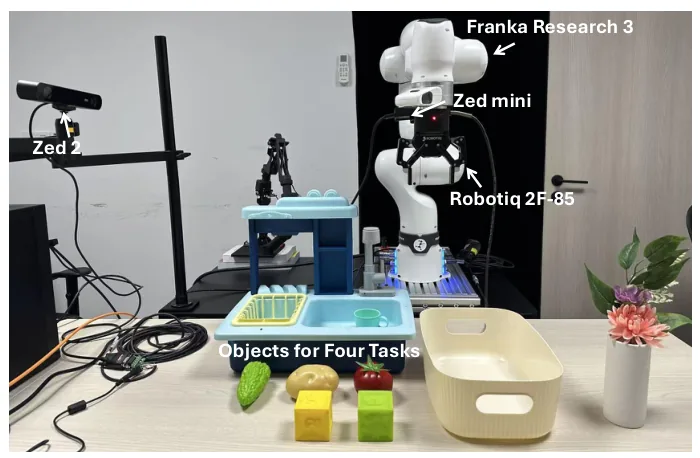 Franka Research 3
Zed mini
Zed 2
Robotiq 2F-85
Objects for Four Tasks